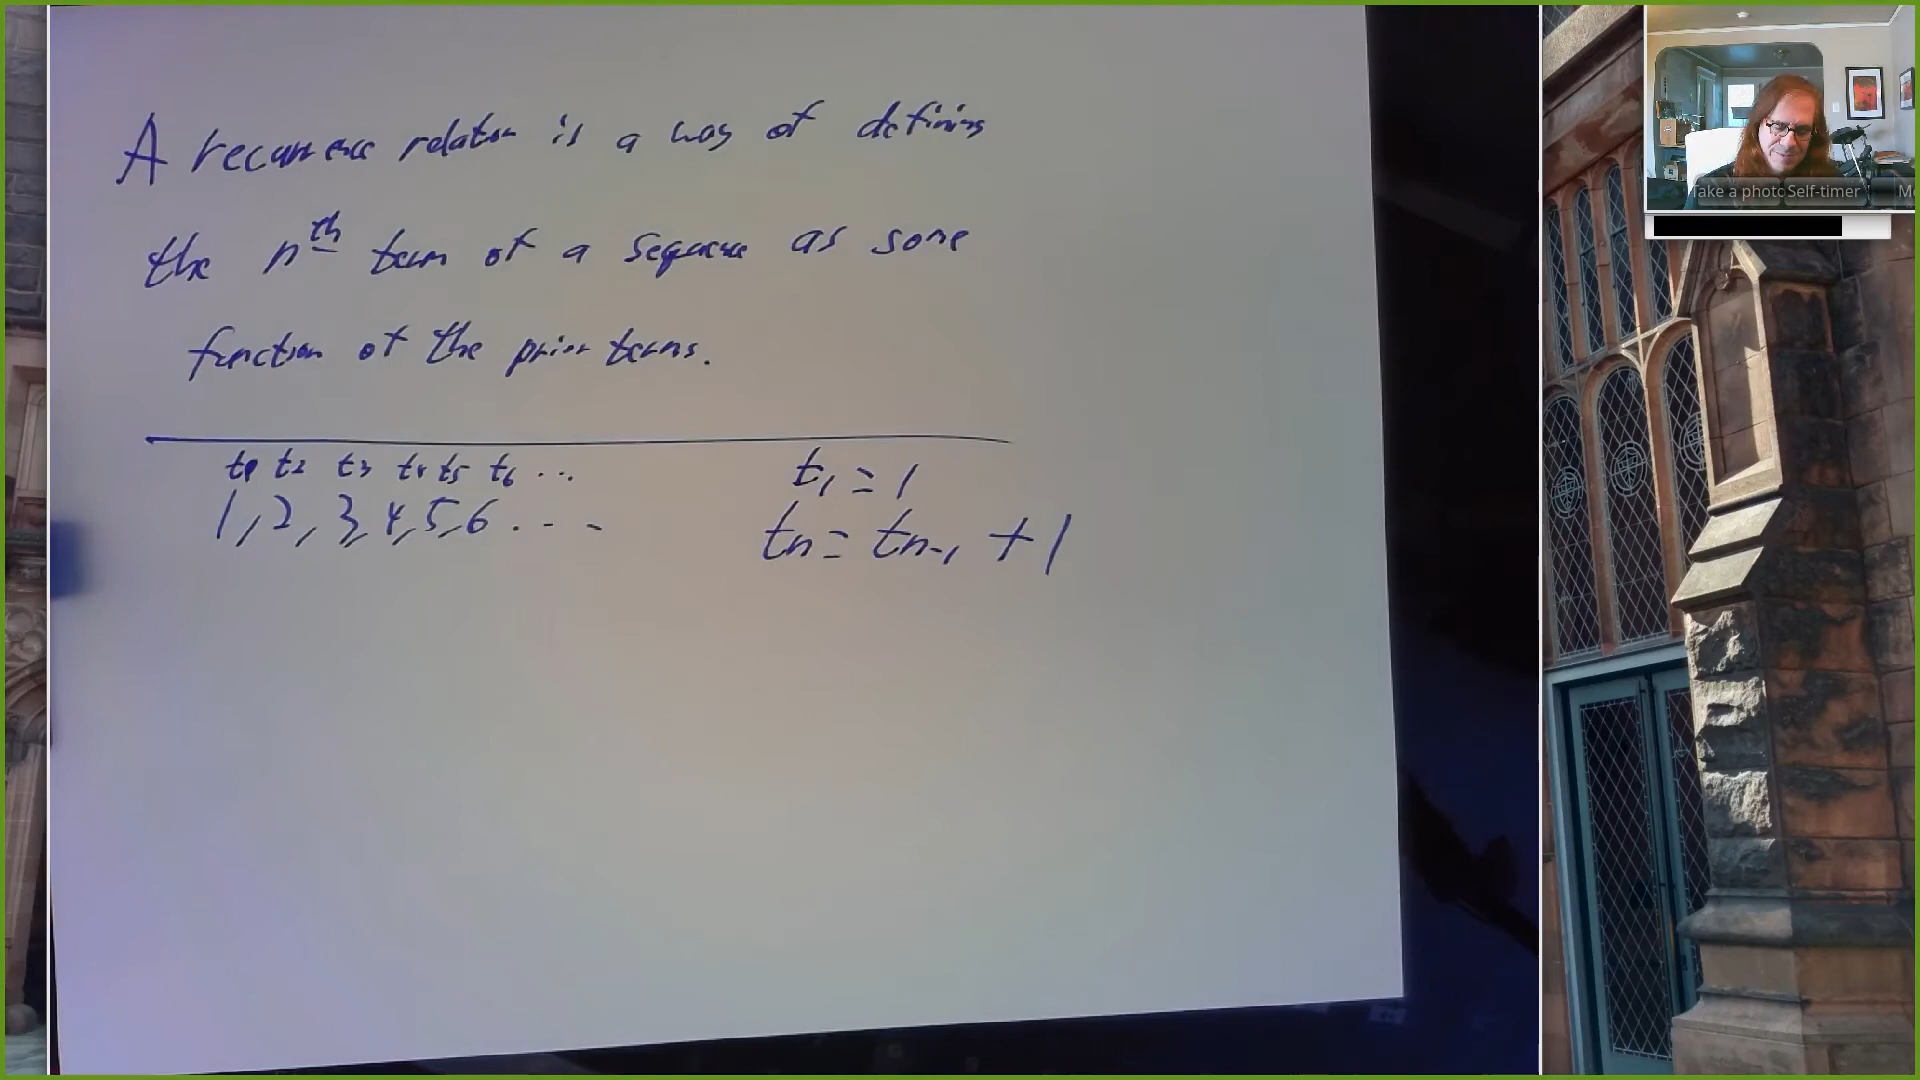 A recurrence relation is a way of defining
the nth term of a sequence as some
function of the prior terms.
t1 t2 t3 t4 t5 t6 ...
1, 2, 3, 4, 5, 6 . . . .
t1 = 1
tn = tn-1 + 1
Take a photo Self-timer